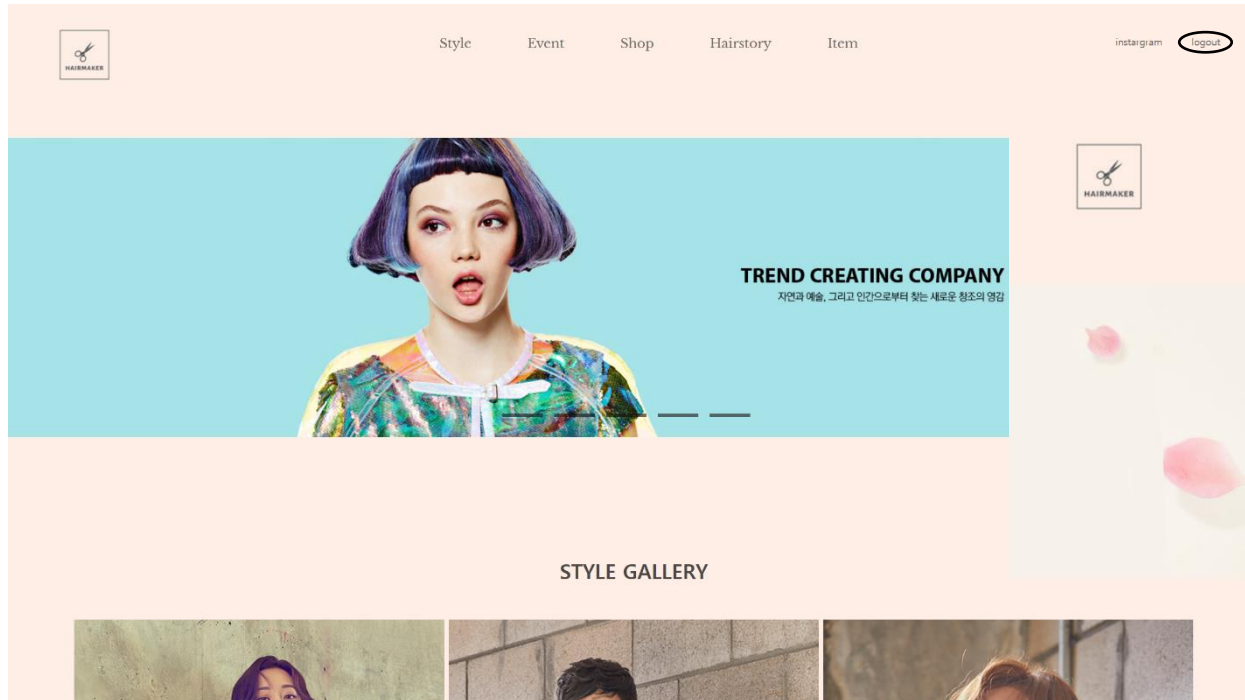 HAIRMAKER
Style Event Shop Hairstory Item
instargram logout
HAIRMAKER
TREND CREATING COMPANY
자연과 예술, 그리고 인간으로부터 찾는 새로운 창조의 영감
STYLE GALLERY